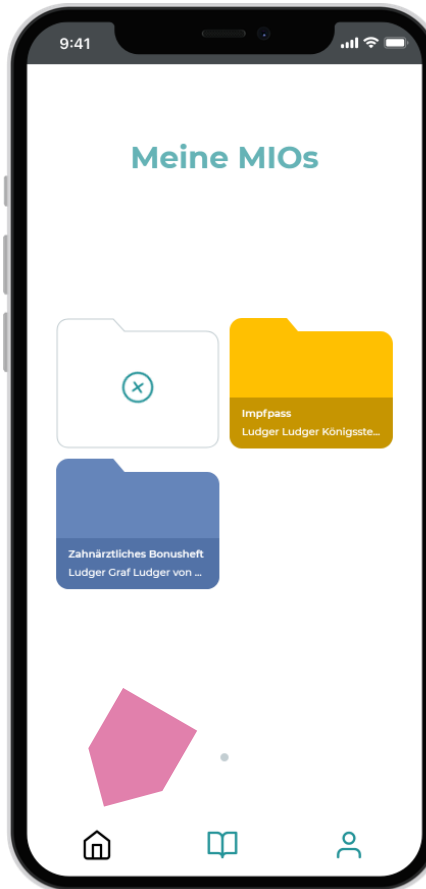 9:41
Meine MIOs
Impfpass
Ludger Ludger Königsste...
Zahnärztliches Bonusheft
Ludger Graf Ludger von ...